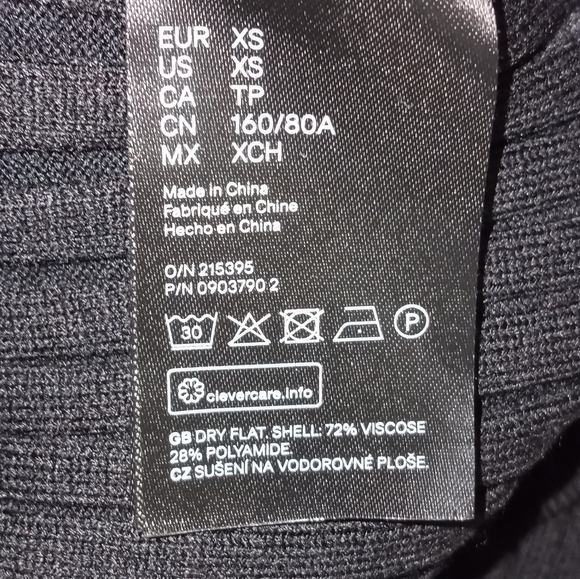 EUR XS
US XS
CA TP
CN 160/80A
MX XCH
Made in China
Fabriqué en Chine
Hecho en China
O/N 215395
P/N 0903790 2
30 P
clevercare.info
GB DRY FLAT. SHELL: 72% VISCOSE
28% POLYAMIDE.
CZ SUŠENÍ NA VODOROVNÉ PLOŠE.